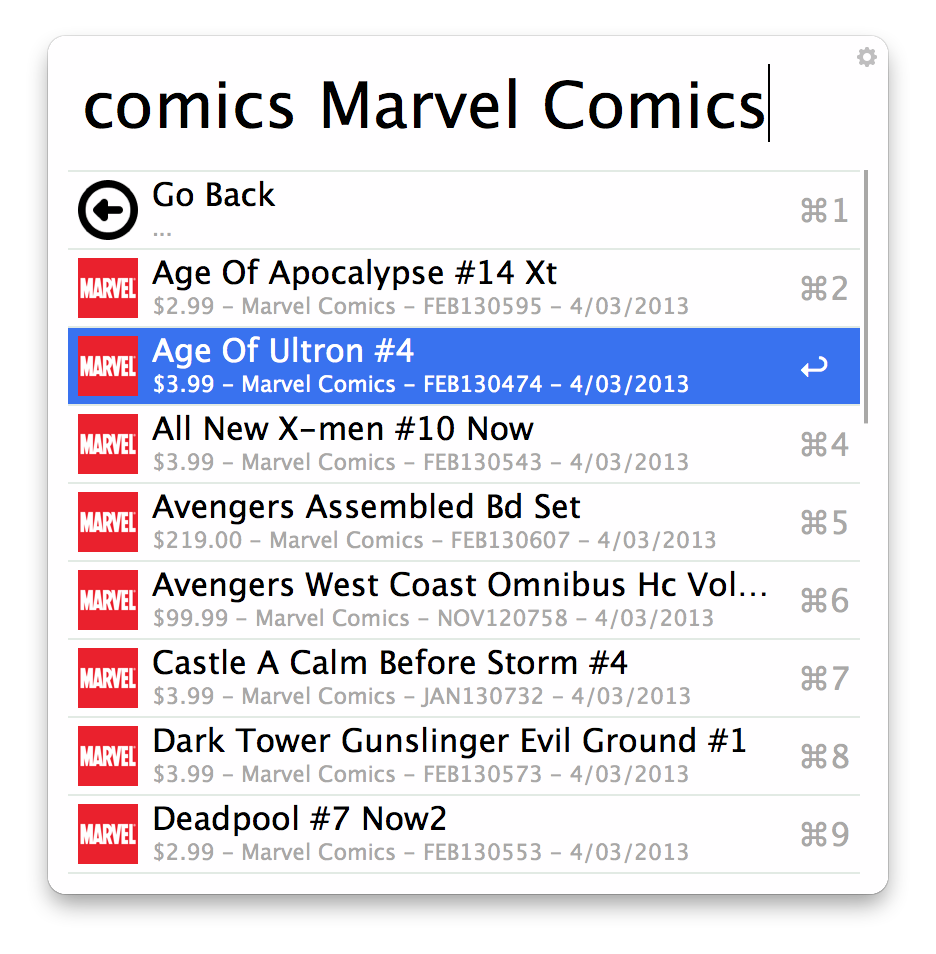 comics Marvel Comics
Go Back
...
⌘1
MARVEL
Age Of Apocalypse #14 Xt
$2.99 – Marvel Comics – FEB130595 – 4/03/2013
⌘2
MARVEL
Age Of Ultron #4
$3.99 – Marvel Comics – FEB130474 – 4/03/2013
↩
MARVEL
All New X-men #10 Now
$3.99 – Marvel Comics – FEB130543 – 4/03/2013
⌘4
MARVEL
Avengers Assembled Bd Set
$219.00 – Marvel Comics – FEB130607 – 4/03/2013
⌘5
MARVEL
Avengers West Coast Omnibus Hc Vol...
$99.99 – Marvel Comics – NOV120758 – 4/03/2013
⌘6
MARVEL
Castle A Calm Before Storm #4
$3.99 – Marvel Comics – JAN130732 – 4/03/2013
⌘7
MARVEL
Dark Tower Gunslinger Evil Ground #1
$3.99 – Marvel Comics – FEB130573 – 4/03/2013
⌘8
MARVEL
Deadpool #7 Now2
$2.99 – Marvel Comics – FEB130553 – 4/03/2013
⌘9